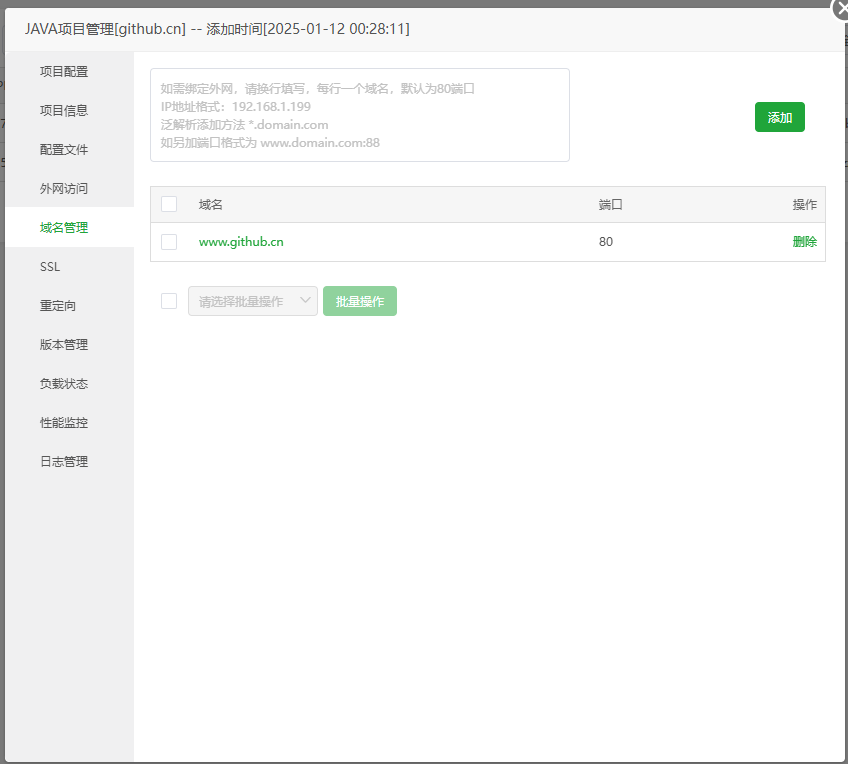 JAVA项目管理[github.cn] -- 添加时间[2025-01-12 00:28:11]
项目配置
项目信息
配置文件
外网访问
域名管理
SSL
重定向
版本管理
负载状态
性能监控
日志管理
如需绑定外网，请换行填写，每行一个域名，默认为80端口
IP地址格式：192.168.1.199
泛解析添加方法 *.domain.com
如另加端口格式为 www.domain.com:88
添加
域名 端口 操作
www.github.cn 80 删除
请选择批量操作 批量操作